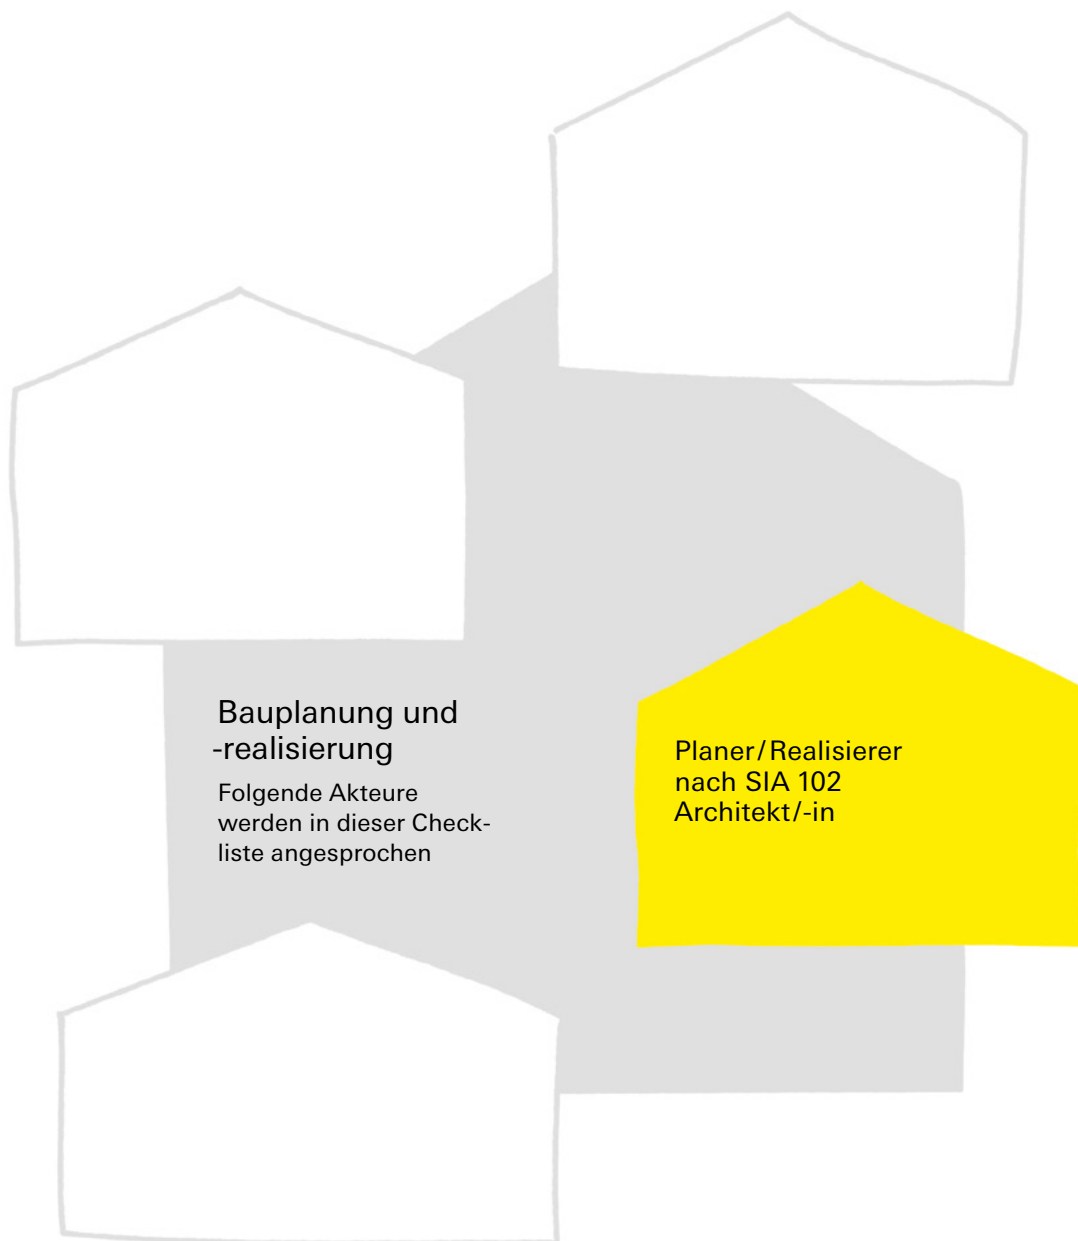 Bauplanung und
-realisierung
Folgende Akteure
werden in dieser Check-
liste angesprochen
Planer/Realisierer
nach SIA 102
Architekt/-in